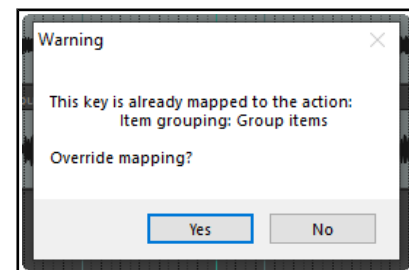 Warning
This key is already mapped to the action:
Item grouping: Group items
Override mapping?
Yes
No